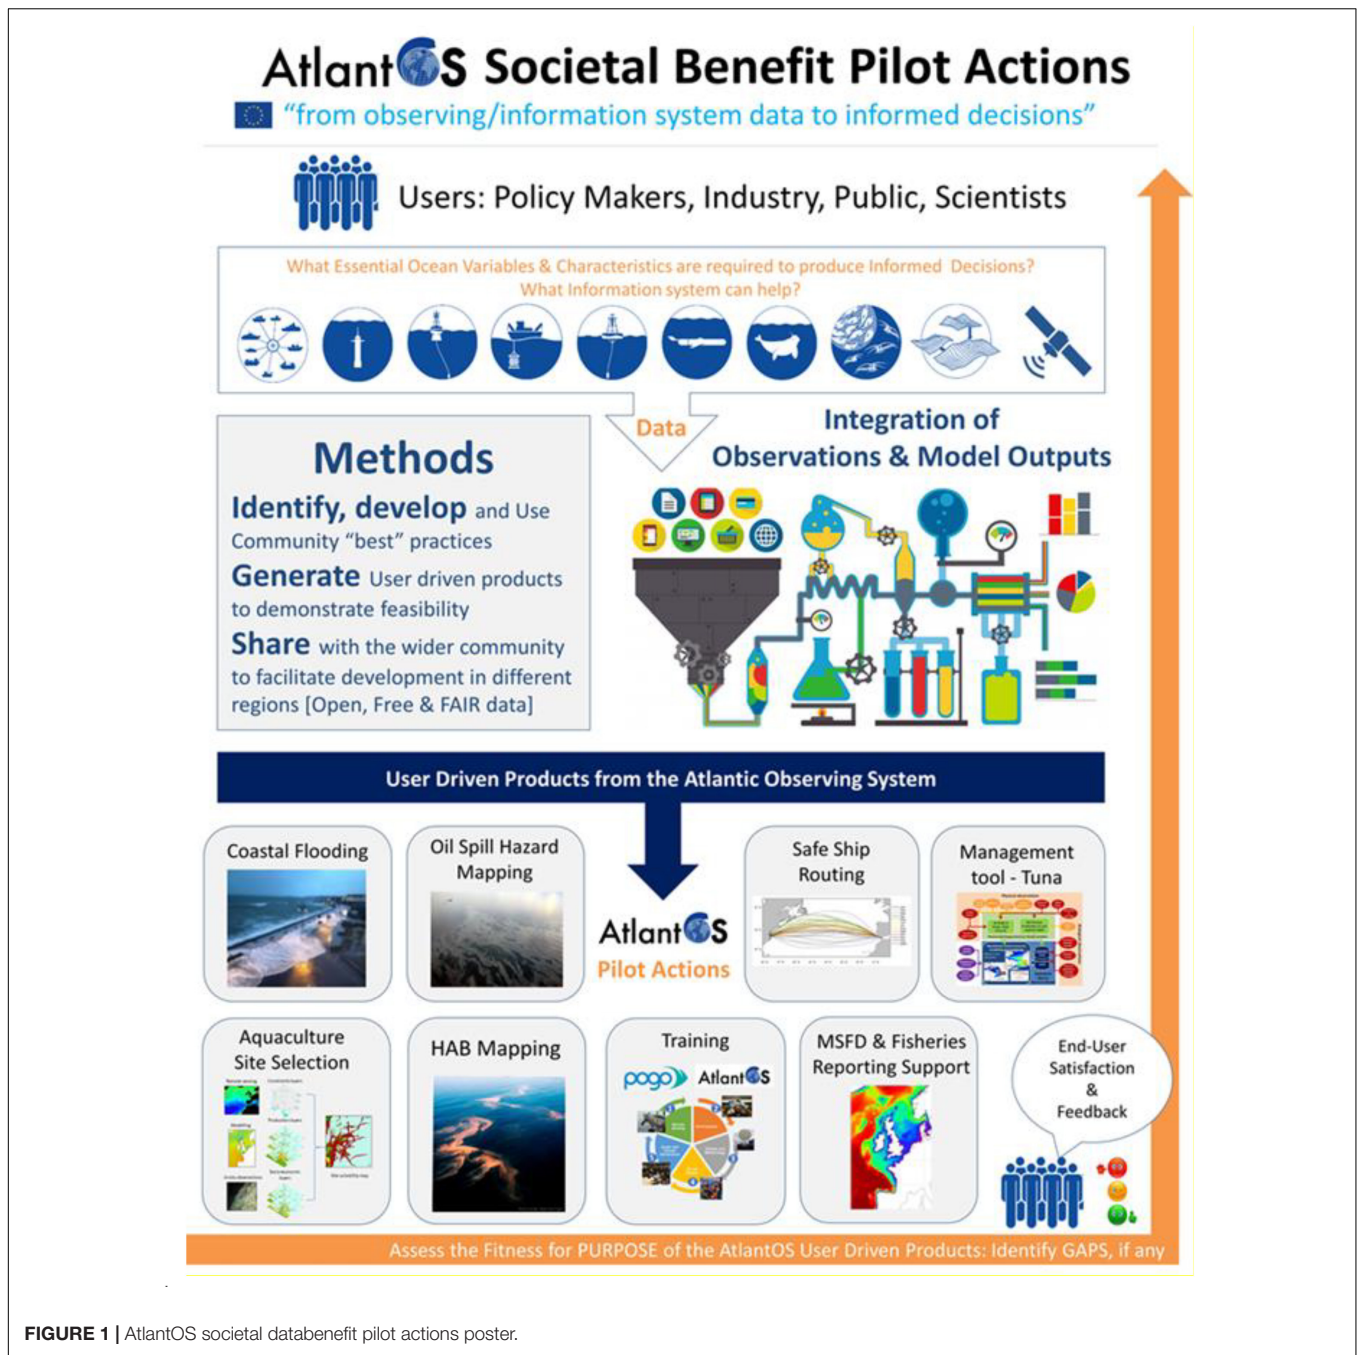 AtlantOS Societal Benefit Pilot Actions
“from observing/information system data to informed decisions”
Users: Policy Makers, Industry, Public, Scientists
What Essential Ocean Variables & Characteristics are required to produce Informed Decisions?
What Information system can help?
Data
Integration of
Observations & Model Outputs
Methods
Identify, develop and Use
Community “best” practices
Generate User driven products
to demonstrate feasibility
Share with the wider community
to facilitate development in different
regions [Open, Free & FAIR data]
User Driven Products from the Atlantic Observing System
Coastal Flooding
Oil Spill Hazard
Mapping
AtlantOS
Pilot Actions
Safe Ship
Routing
Management
tool - Tuna
Aquaculture
Site Selection
HAB Mapping
Training
pogo AtlantOS
MSFD & Fisheries
Reporting Support
End-User
Satisfaction
&
Feedback
Assess the Fitness for PURPOSE of the AtlantOS User Driven Products: Identify GAPS, if any
FIGURE 1 | AtlantOS societal databenefit pilot actions poster.